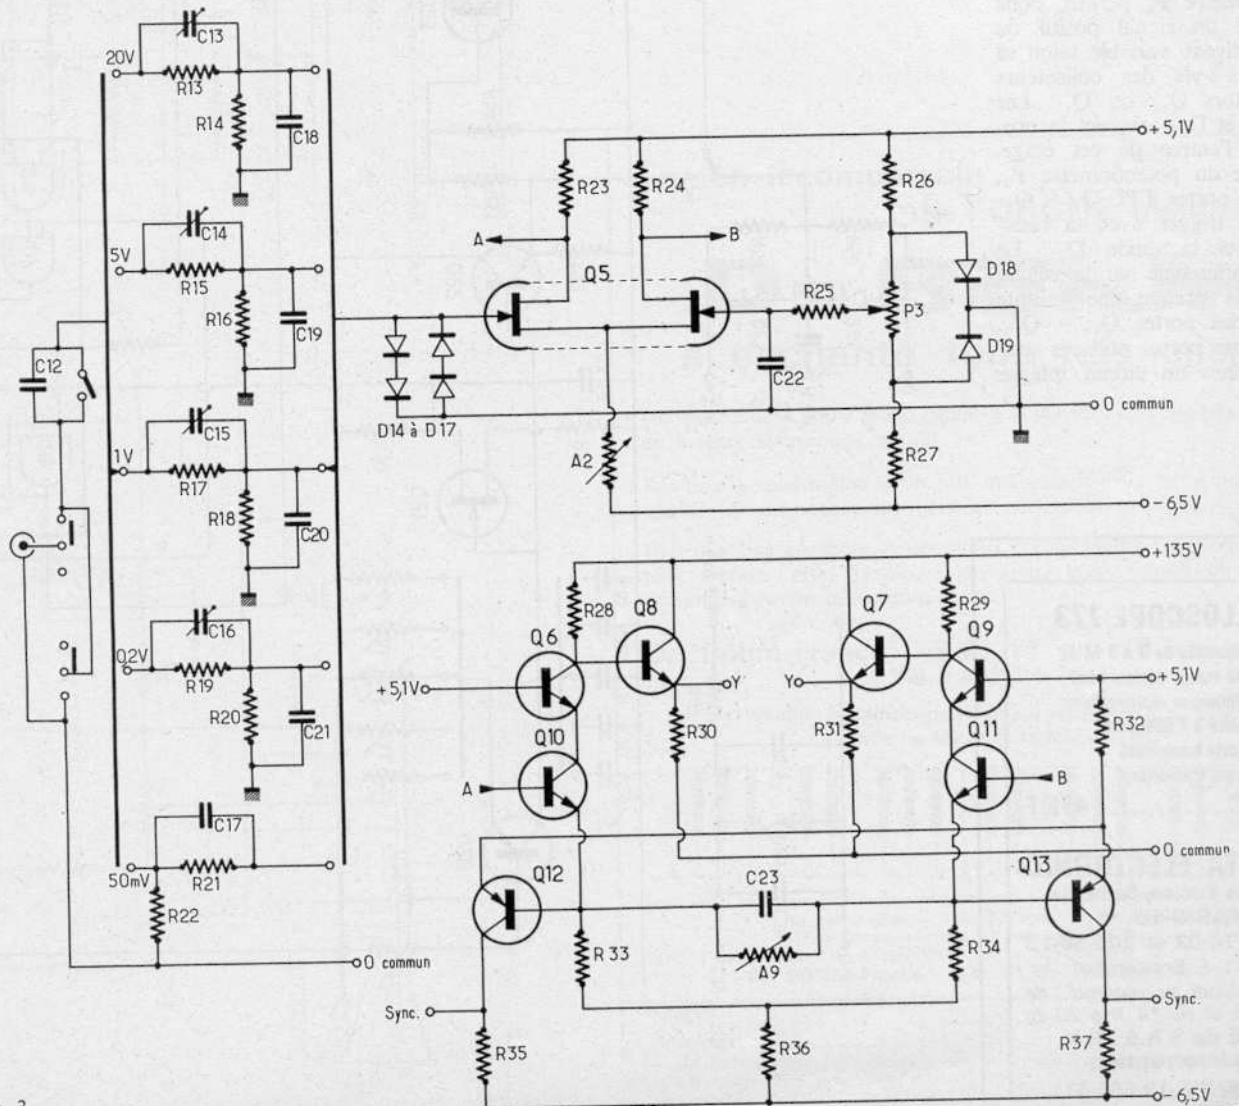 C13
20V
R13
R14
C18
C14
5V
R15
R16
C19
C12
C15
1V
R17
R18
C20
C16
0,2V
R19
R20
C21
C17
50mV
R21
R22
0 commun
+5,1V
R23
R24
R26
A
B
Q5
R25
P3
D18
D19
C22
D14 à D17
0 commun
A2
R27
-6,5V
+135V
R28
Q8
Q7
R29
Q6
Q9
+5,1V
Y
Y
+5,1V
R30
R31
R32
Q10
Q11
A
B
0 commun
Q12
C23
Q13
R33
A9
R34
Sync.
Sync.
R35
R36
R37
-6,5V